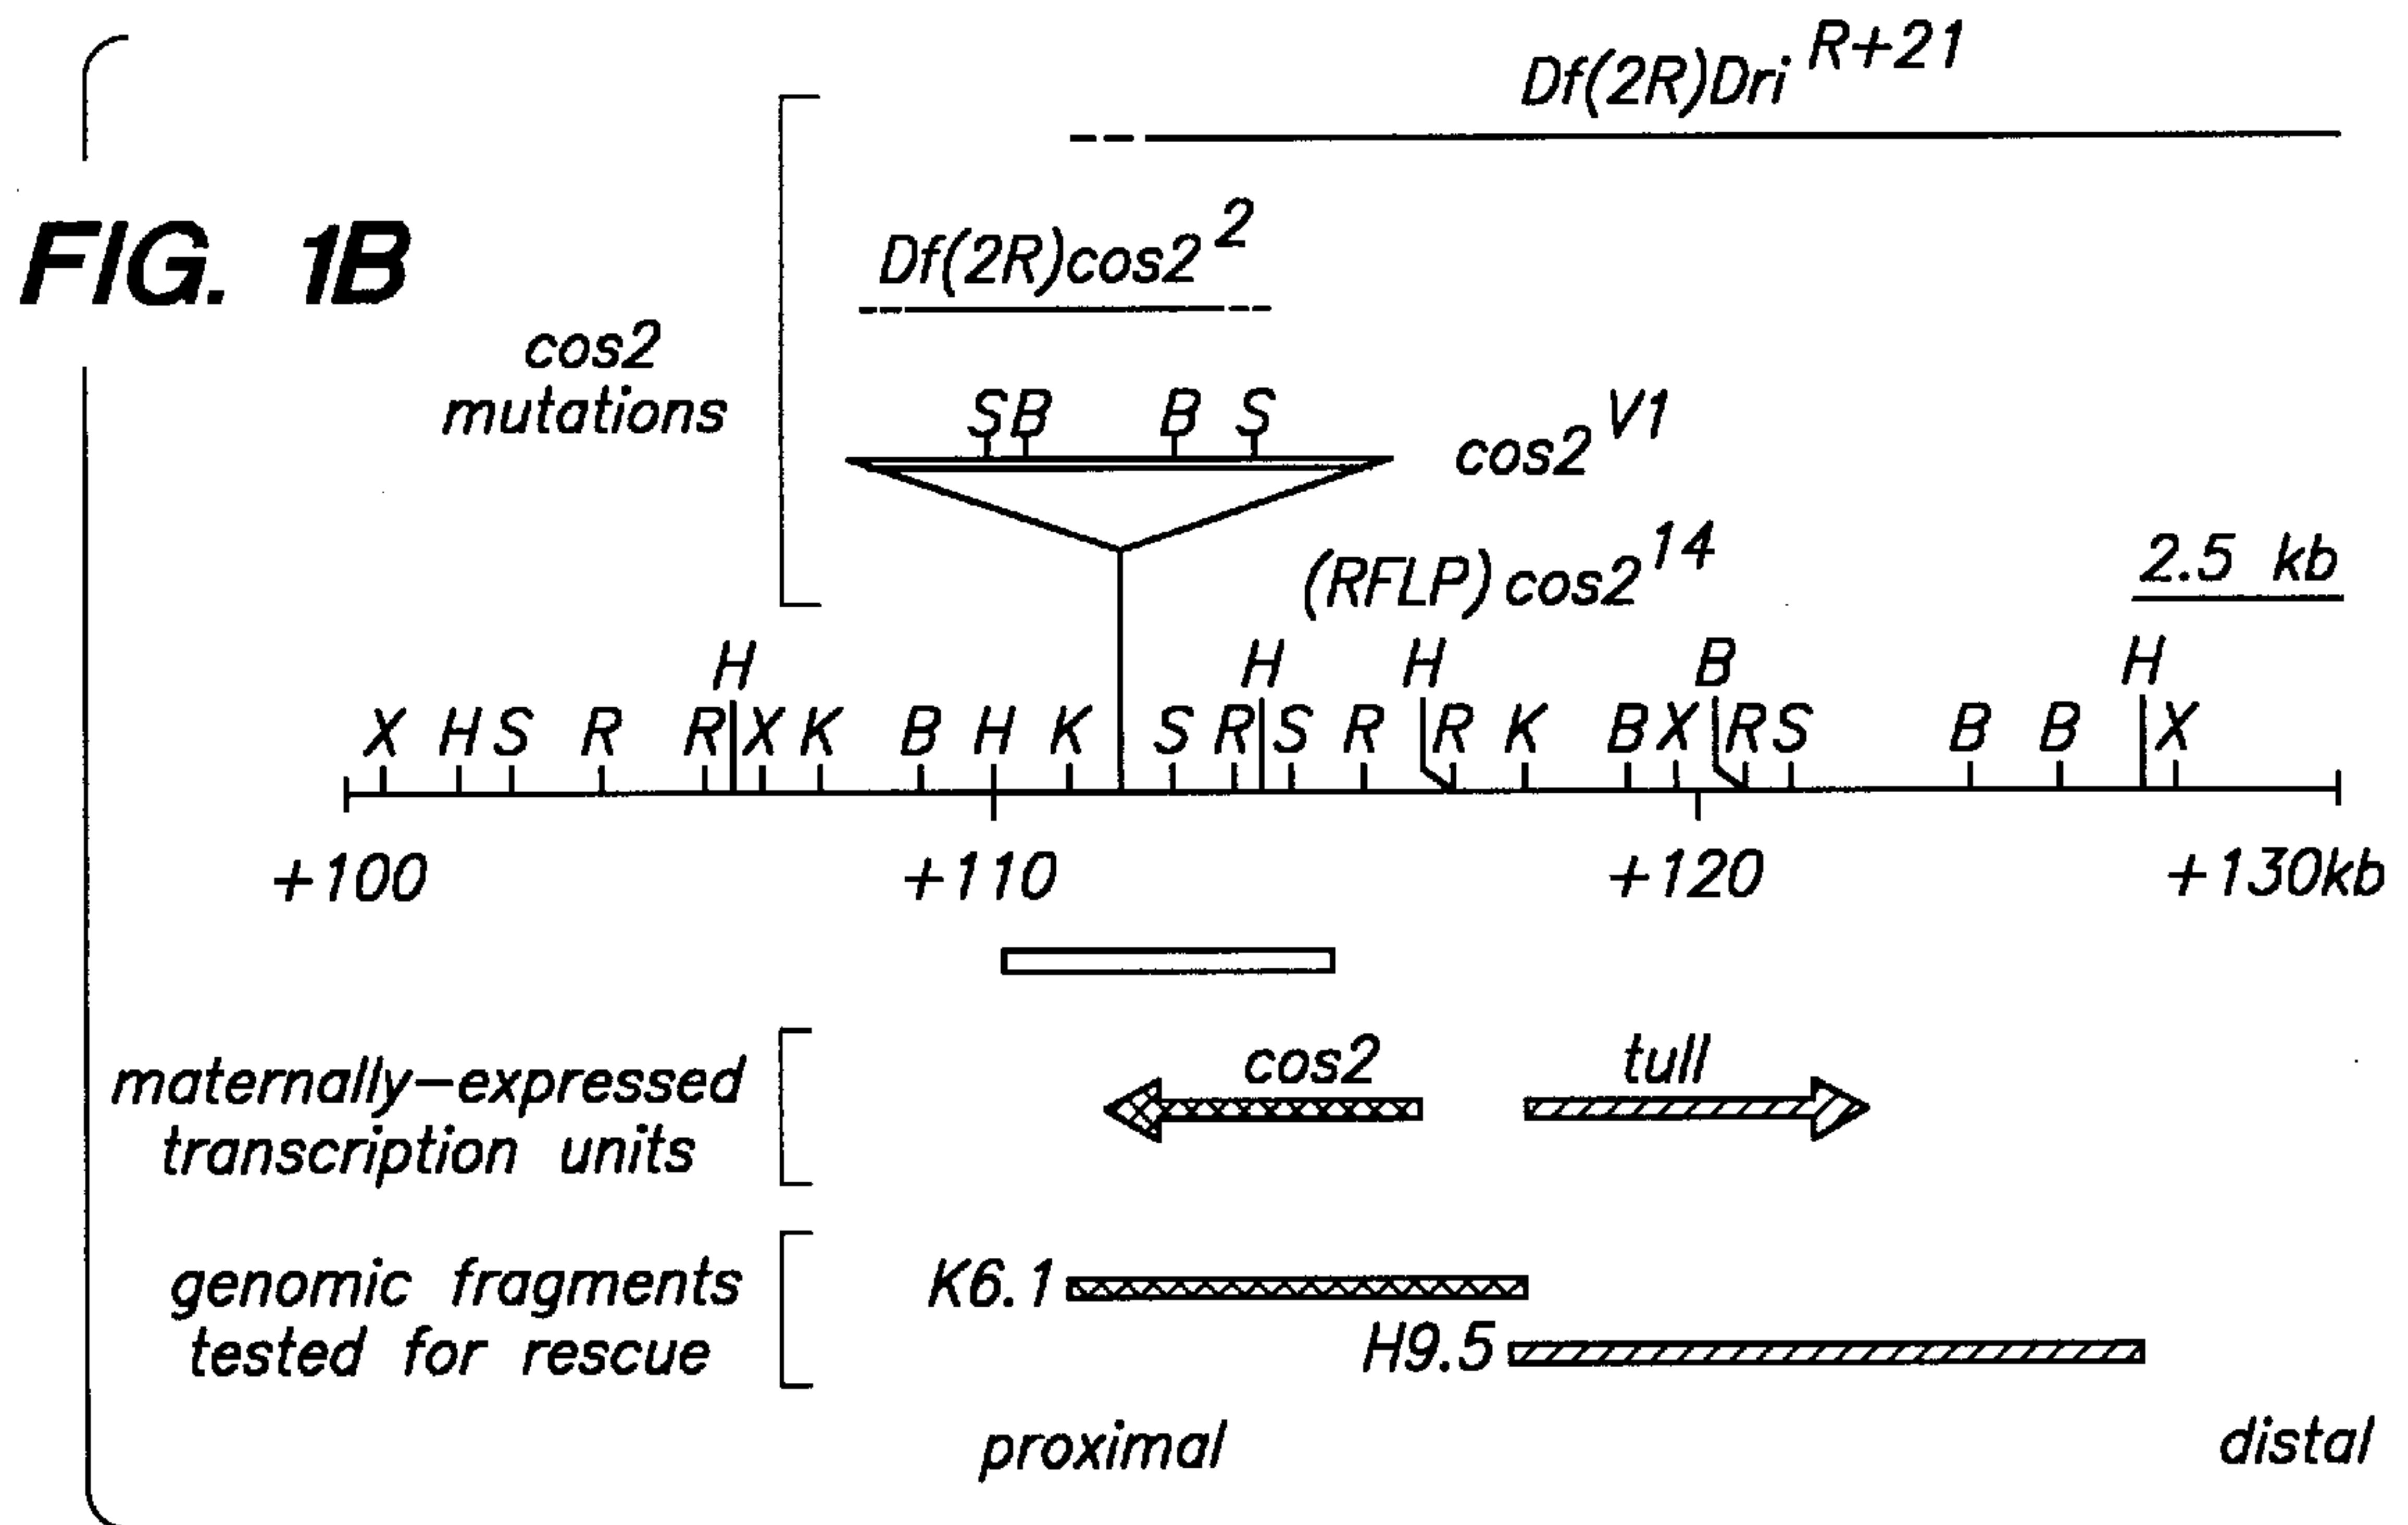 Df(2R)Dri R+21
FIG. 1B
Df(2R)cos2 2
cos2
mutations
S B B S
cos2 V1
(RFLP) cos2 14
2.5 kb
H H H B H
X H S R R X K B H K S R S R R K B X R S B B X
+100 +110 +120 +130kb
cos2 tull
maternally-expressed
transcription units
genomic fragments
tested for rescue
K6.1
H9.5
proximal distal